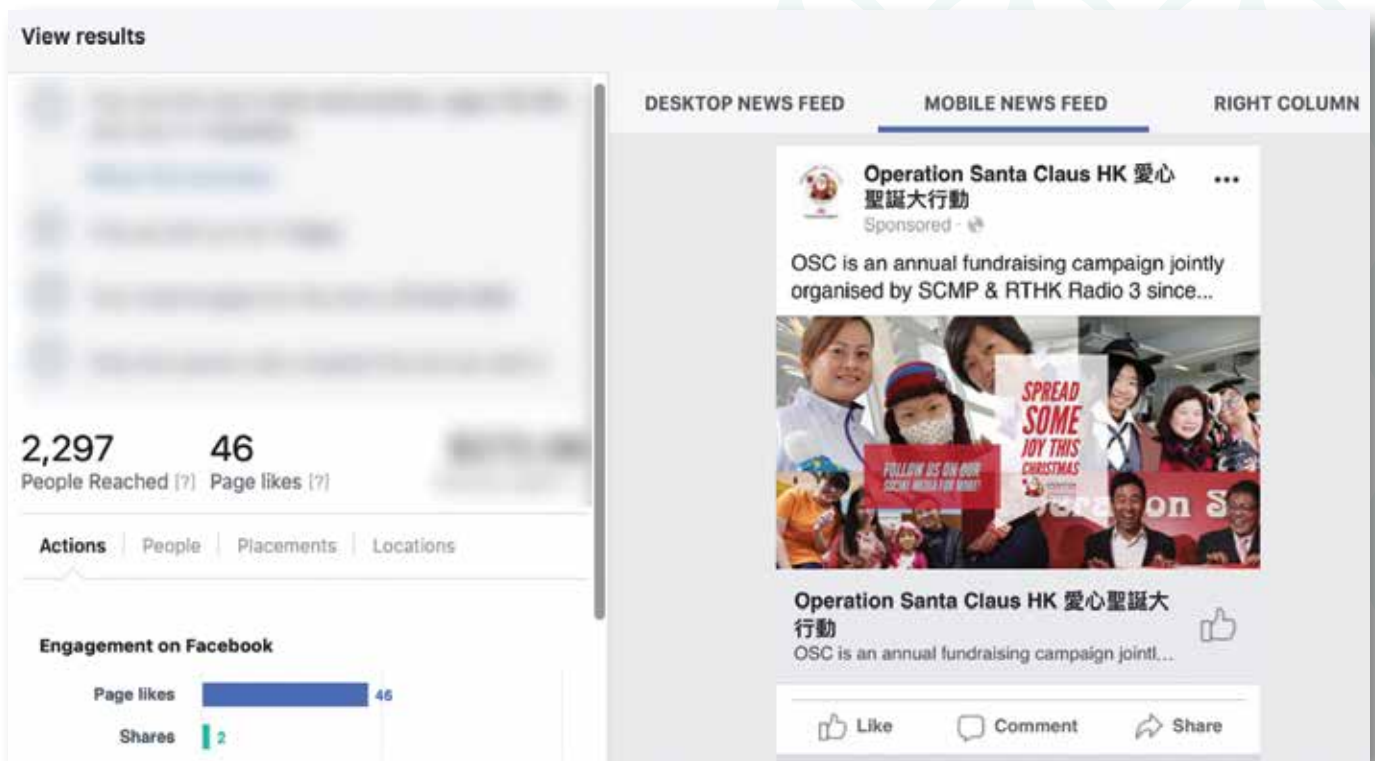 View results
2,297
People Reached [?]
46
Page likes [?]
Actions
People
Placements
Locations
Engagement on Facebook
Page likes
46
Shares
2
DESKTOP NEWS FEED
MOBILE NEWS FEED
RIGHT COLUMN
Operation Santa Claus HK 愛心
聖誕大行動
Sponsored ·
OSC is an annual fundraising campaign jointly
organised by SCMP & RTHK Radio 3 since...
SPREAD
SOME
JOY THIS
CHRISTMAS
FOLLOW US ON OUR
SOCIAL MEDIA FOR MORE!
Operation Santa Claus HK 愛心聖誕大
行動
OSC is an annual fundraising campaign jointl...
Like
Comment
Share